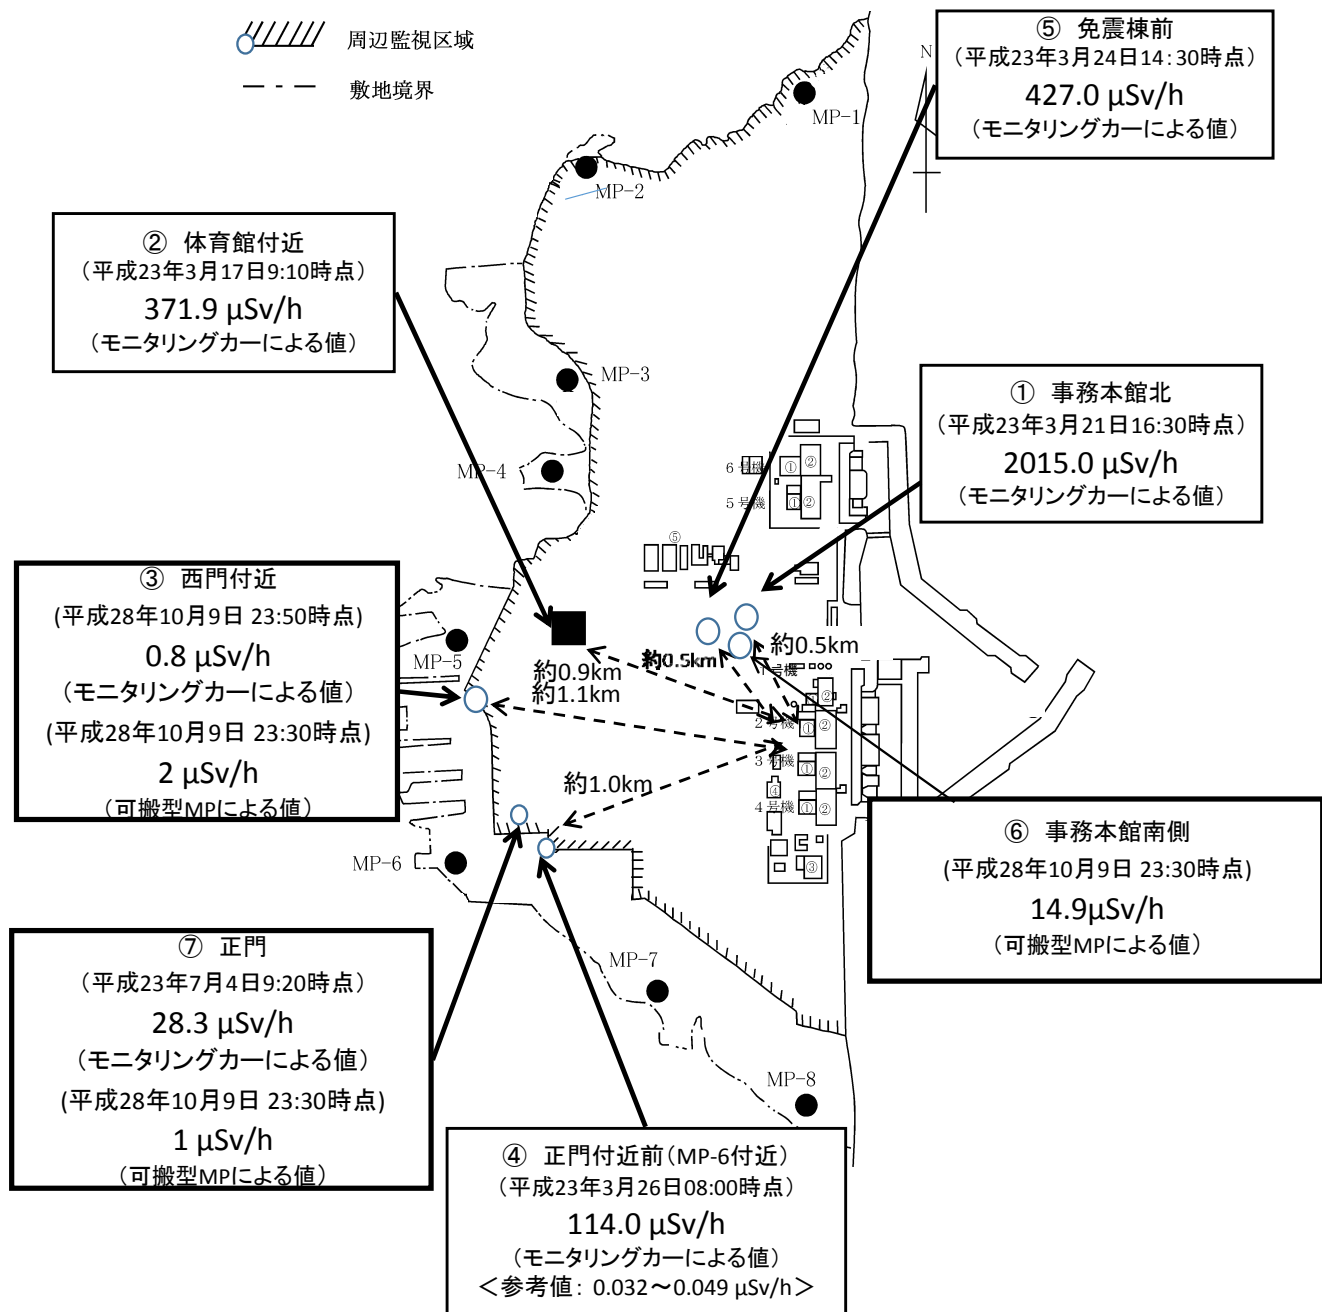 周辺監視区域
敷地境界
⑤ 免震棟前
(平成23年3月24日14:30時点)
427.0 μSv/h
(モニタリングカーによる値)
N
MP-1
MP-2
② 体育館付近
(平成23年3月17日9:10時点)
371.9 μSv/h
(モニタリングカーによる値)
MP-3
① 事務本館北
(平成23年3月21日16:30時点)
2015.0 μSv/h
(モニタリングカーによる値)
MP-4
6号機
①
②
5号機
①
②
⑤
③ 西門付近
(平成28年10月9日 23:50時点)
0.8 μSv/h
(モニタリングカーによる値)
(平成28年10月9日 23:30時点)
2 μSv/h
(可搬型MPによる値)
MP-5
約0.9km
約1.1km
約0.5km
約0.5km
1号機
②
2号機
①
②
3号機
①
②
④
4号機
①
②
③
約1.0km
MP-6
⑥ 事務本館南側
(平成28年10月9日 23:30時点)
14.9μSv/h
(可搬型MPによる値)
⑦ 正門
(平成23年7月4日9:20時点)
28.3 μSv/h
(モニタリングカーによる値)
(平成28年10月9日 23:30時点)
1 μSv/h
(可搬型MPによる値)
MP-7
MP-8
④ 正門付近前(MP-6付近)
(平成23年3月26日08:00時点)
114.0 μSv/h
(モニタリングカーによる値)
<参考値: 0.032~0.049 μSv/h>